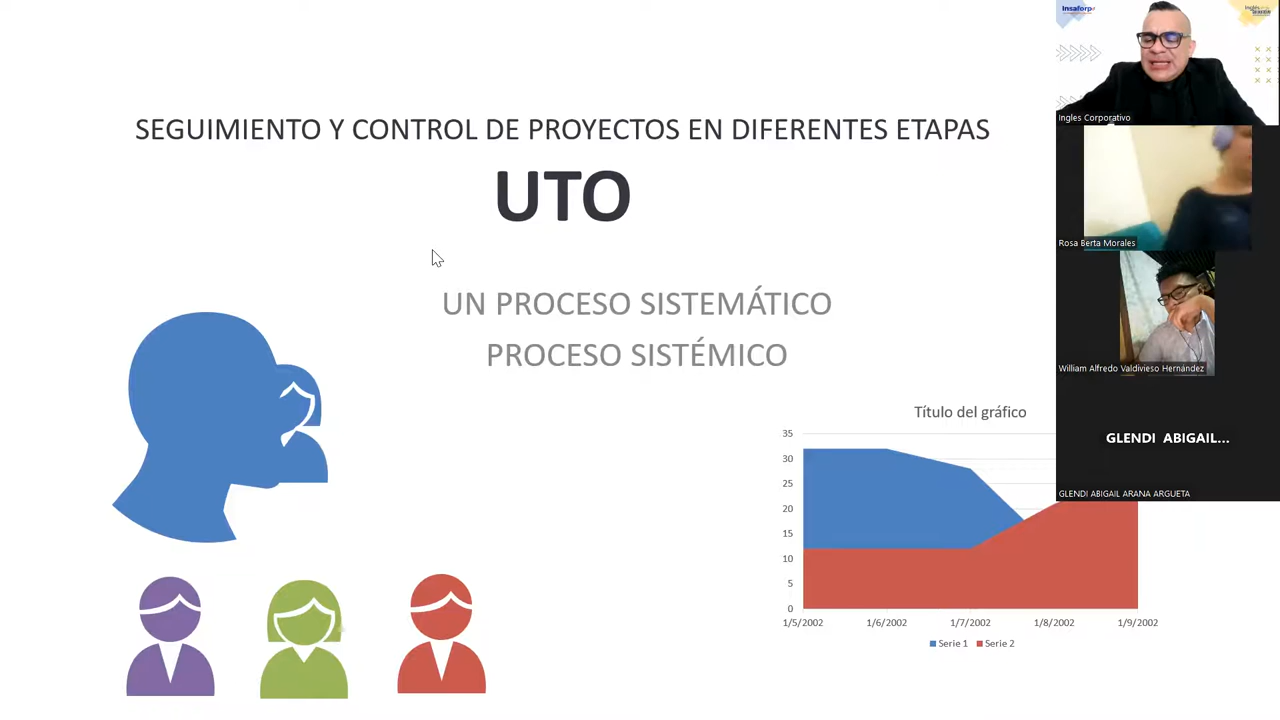 SEGUIMIENTO Y CONTROL DE PROYECTOS EN DIFERENTES ETAPAS
UTO
UN PROCESO SISTEMÁTICO
PROCESO SISTÉMICO
Título del gráfico
35
30
25
20
15
10
5
0
1/5/2002 1/6/2002 1/7/2002 1/8/2002 1/9/2002
Serie 1 Serie 2
Insaforp
Ingles Corporativo
Rosa Berta Morales
William Alfredo Valdivieso Hernández
GLENDI ABIGAIL...
GLENDI ABIGAIL ARANA ARGUETA